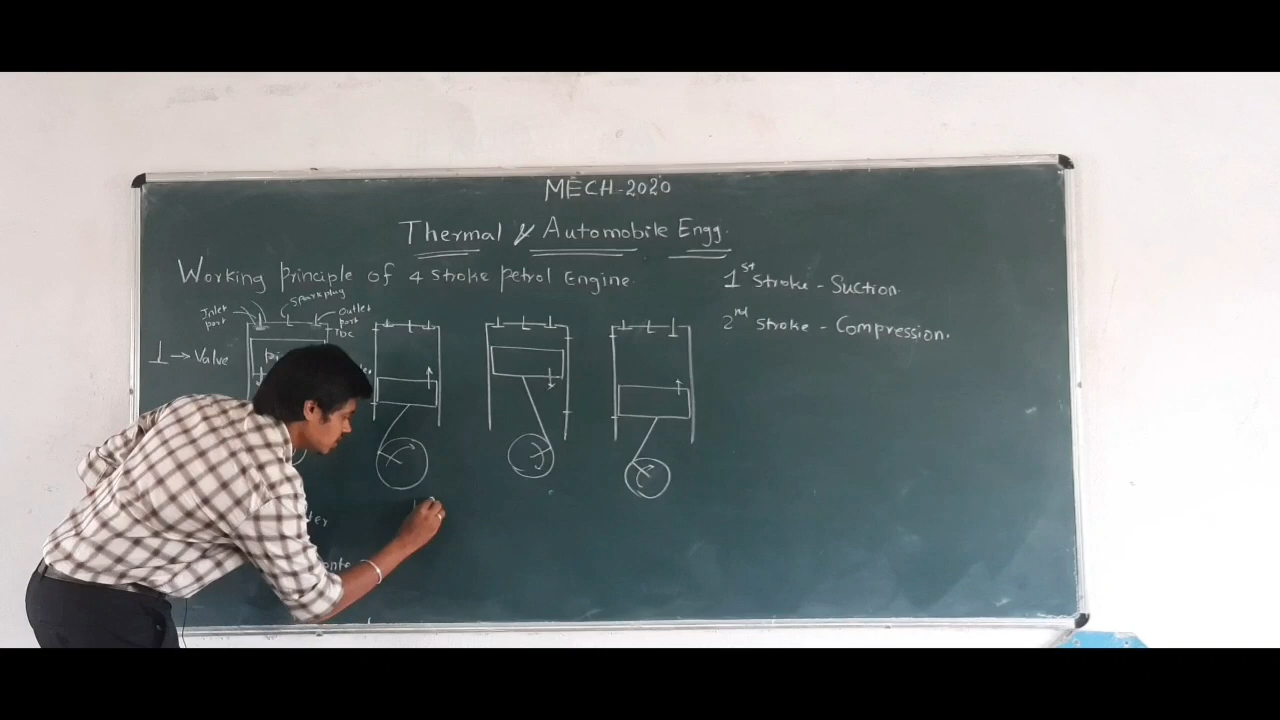 MECH-2020
Thermal & Automobile Engg.
Working principle of 4 stroke petrol Engine.
1st stroke - Suction.
2nd stroke - Compression.
Inlet port
Spark plug
Outlet port
TDC
⊥ → Valve